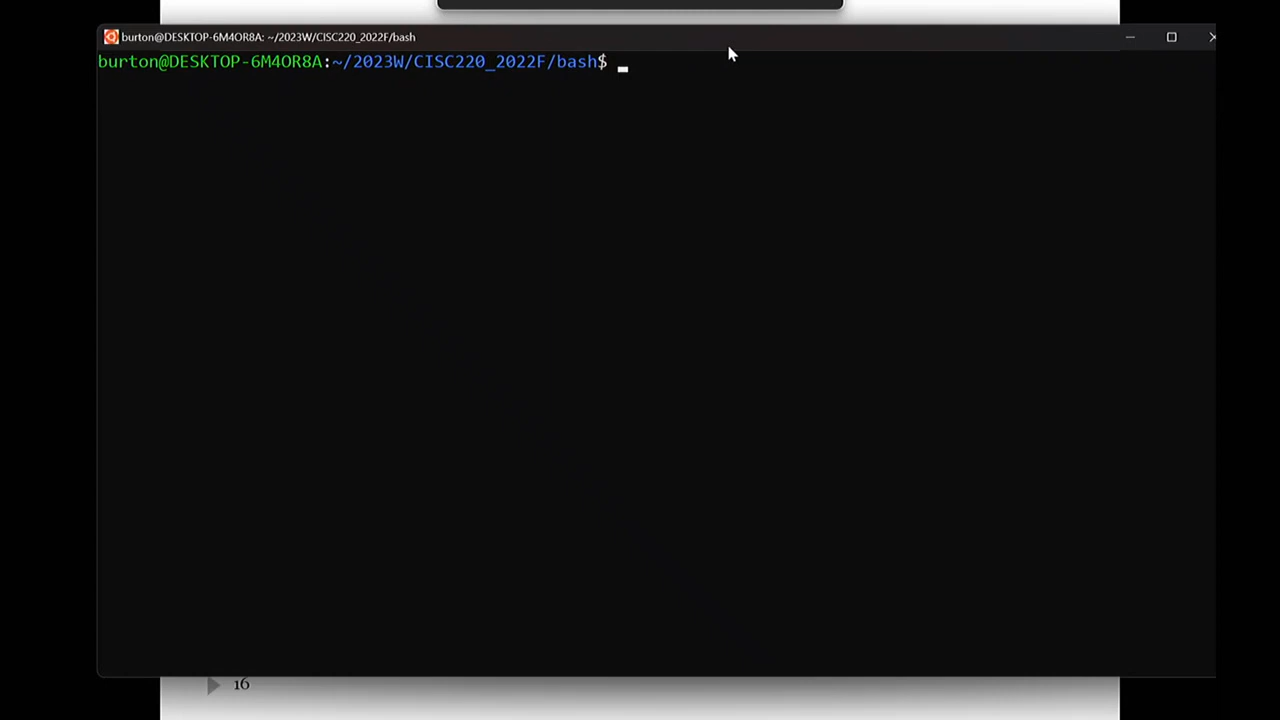 burton@DESKTOP-6M4OR8A: ~/2023W/CISC220_2022F/bash
burton@DESKTOP-6M4OR8A:~/2023W/CISC220_2022F/bash$
16